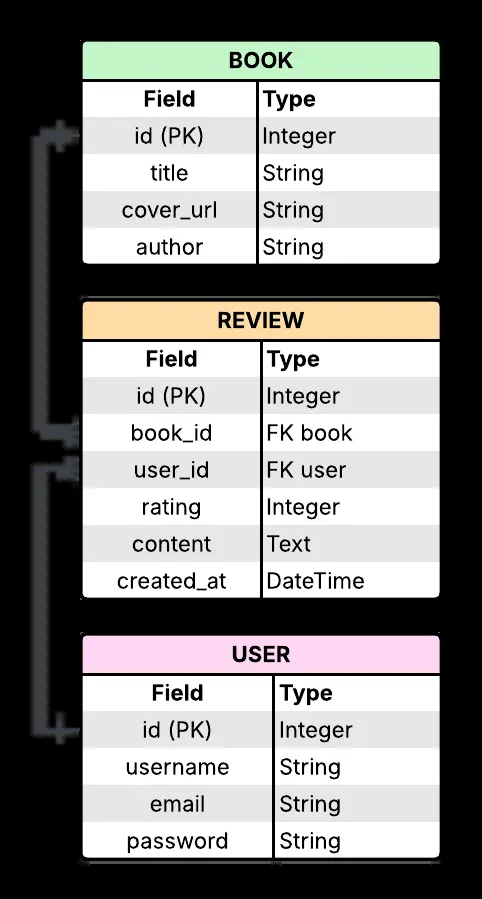 BOOK
Field Type
id (PK) Integer
title String
cover_url String
author String
REVIEW
Field Type
id (PK) Integer
book_id FK book
user_id FK user
rating Integer
content Text
created_at DateTime
USER
Field Type
id (PK) Integer
username String
email String
password String